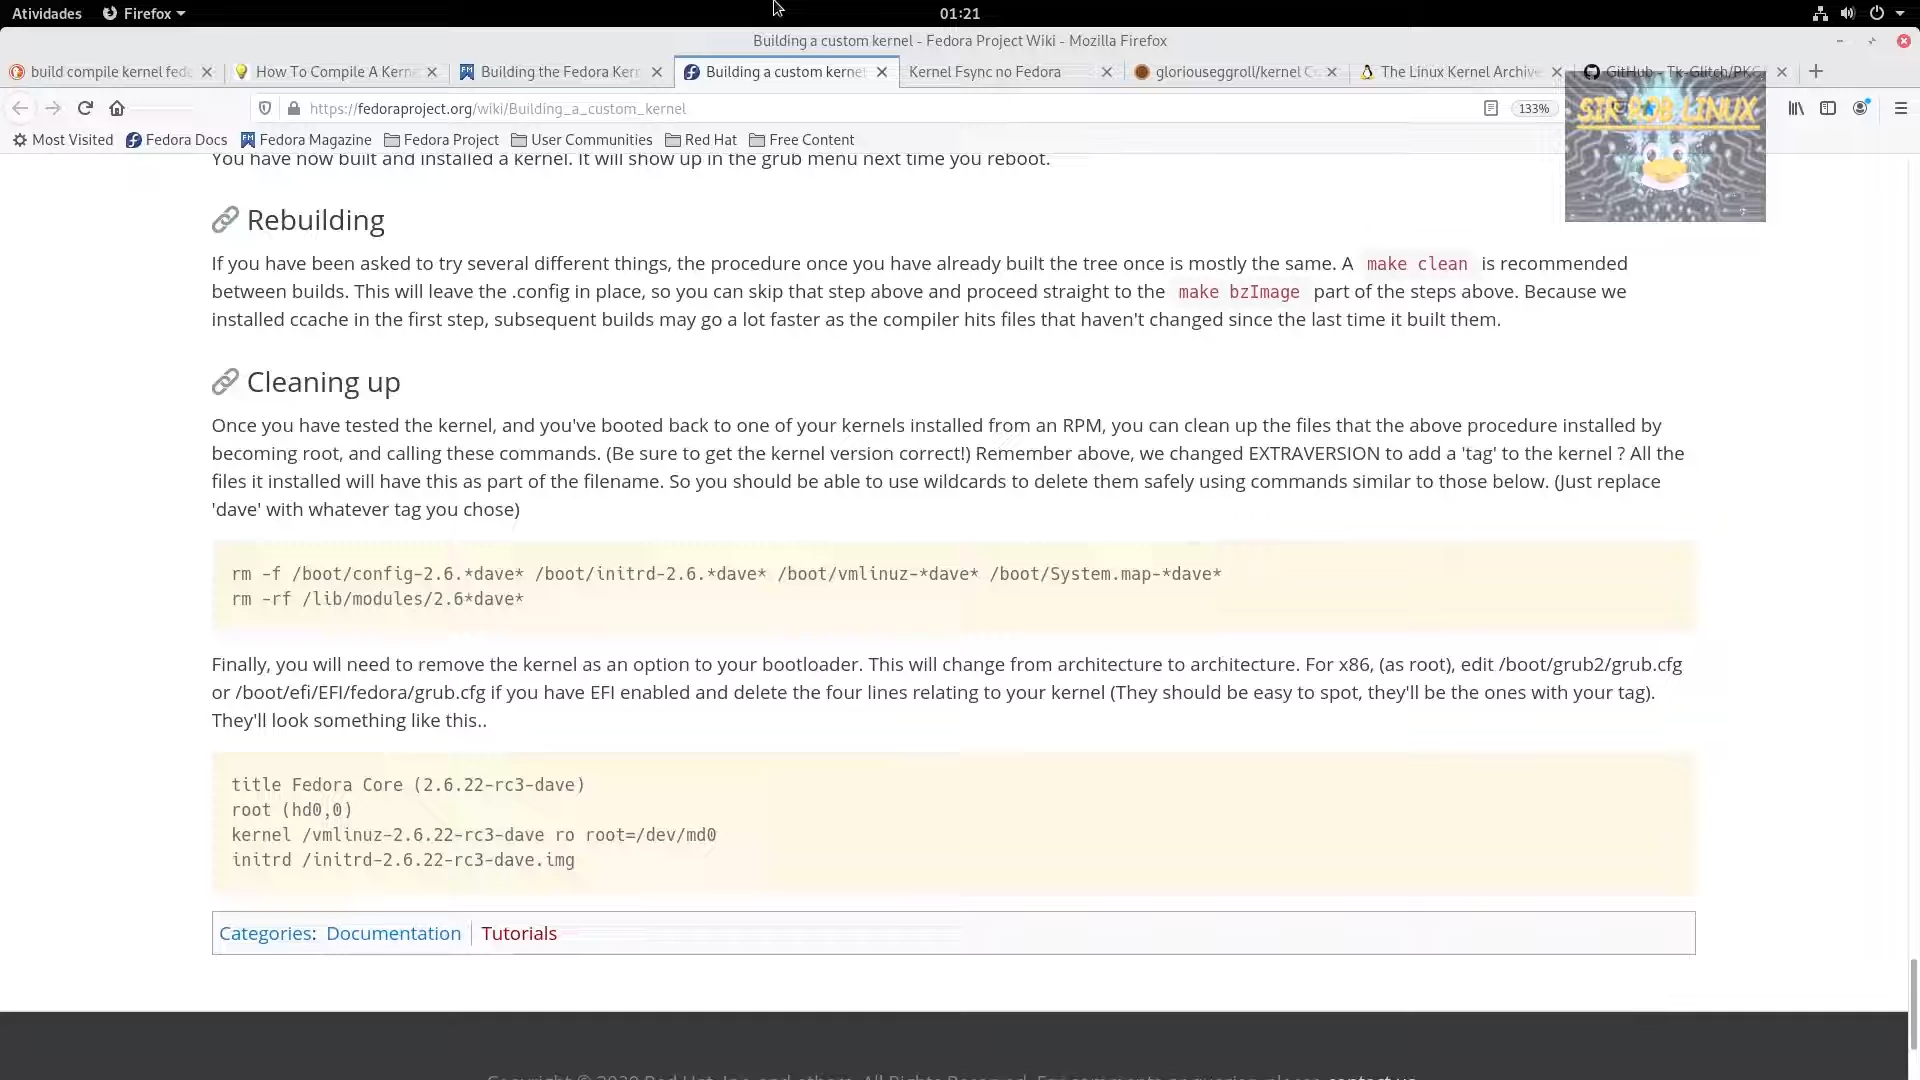 Atividades Firefox 01:21
Building a custom kernel - Fedora Project Wiki - Mozilla Firefox
build compile kernel fedo How To Compile A Kerne Building the Fedora Kern Building a custom kernel Kernel Fsync no Fedora gloriouseggroll/kernel C The Linux Kernel Archive GitHub - Tk-Glitch/PKG
https://fedoraproject.org/wiki/Building_a_custom_kernel 133%
SIR ROB LINUX
Most Visited Fedora Docs Fedora Magazine Fedora Project User Communities Red Hat Free Content
You have now built and installed a kernel. It will show up in the grub menu next time you reboot.
Rebuilding
If you have been asked to try several different things, the procedure once you have already built the tree once is mostly the same. A make clean is recommended
between builds. This will leave the .config in place, so you can skip that step above and proceed straight to the make bzImage part of the steps above. Because we
installed ccache in the first step, subsequent builds may go a lot faster as the compiler hits files that haven't changed since the last time it built them.
Cleaning up
Once you have tested the kernel, and you've booted back to one of your kernels installed from an RPM, you can clean up the files that the above procedure installed by
becoming root, and calling these commands. (Be sure to get the kernel version correct!) Remember above, we changed EXTRAVERSION to add a 'tag' to the kernel ? All the
files it installed will have this as part of the filename. So you should be able to use wildcards to delete them safely using commands similar to those below. (Just replace
'dave' with whatever tag you chose)
rm -f /boot/config-2.6.*dave* /boot/initrd-2.6.*dave* /boot/vmlinuz-*dave* /boot/System.map-*dave*
rm -rf /lib/modules/2.6*dave*
Finally, you will need to remove the kernel as an option to your bootloader. This will change from architecture to architecture. For x86, (as root), edit /boot/grub2/grub.cfg
or /boot/efi/EFI/fedora/grub.cfg if you have EFI enabled and delete the four lines relating to your kernel (They should be easy to spot, they'll be the ones with your tag).
They'll look something like this..
title Fedora Core (2.6.22-rc3-dave)
root (hd0,0)
kernel /vmlinuz-2.6.22-rc3-dave ro root=/dev/md0
initrd /initrd-2.6.22-rc3-dave.img
Categories: Documentation Tutorials